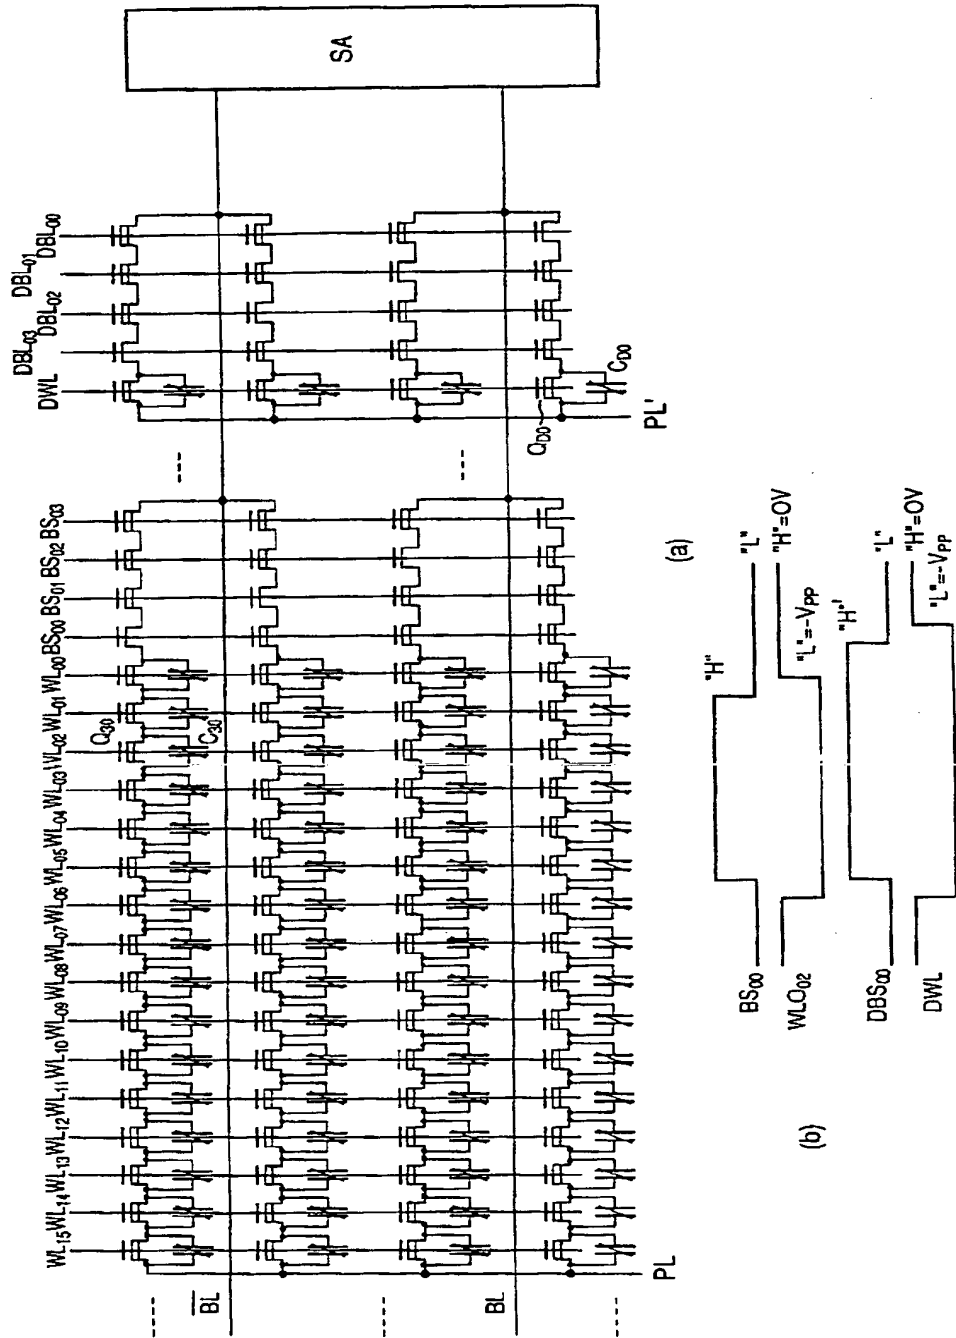 WL15 WL14 WL13 WL12 WL11 WL10 WL09 WL08 WL07 WL06 WL05 WL04 WL03 WL02 WL01 WL00 BS00 BS01 BS02 BS03
DWL DBL03 DBL02 DBL01 DBL00
Q30
C30
BL
BL
SA
QD0
CD0
PL
PL'
(a)
BS00 "H" "L"
WL002 "L"=-VPP "H"=0V
DBS00 "H"' "L"
DWL "L"=-VPP "H"=0V
(b)